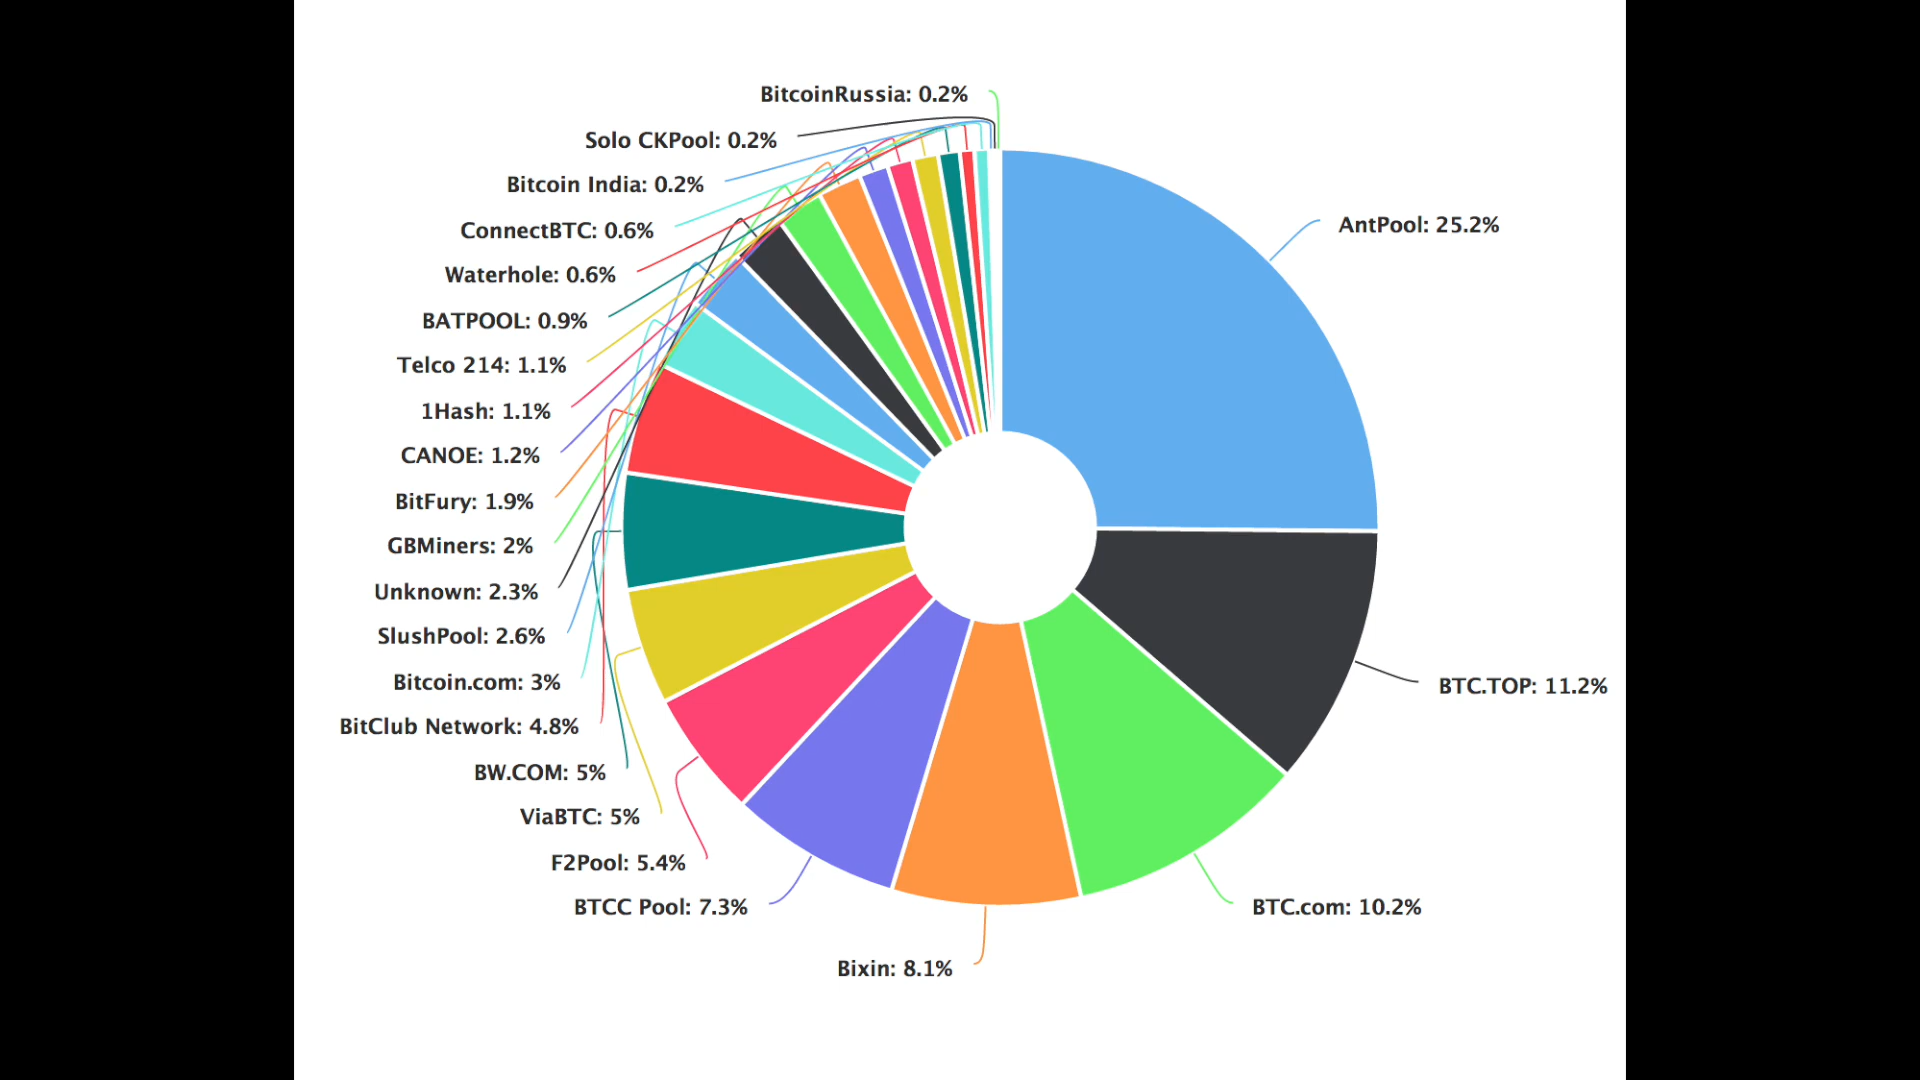 BitcoinRussia: 0.2%
Solo CKPool: 0.2%
Bitcoin India: 0.2%
AntPool: 25.2%
ConnectBTC: 0.6%
Waterhole: 0.6%
BATPOOL: 0.9%
Telco 214: 1.1%
1Hash: 1.1%
CANOE: 1.2%
BitFury: 1.9%
GBMiners: 2%
Unknown: 2.3%
SlushPool: 2.6%
Bitcoin.com: 3%
BTC.TOP: 11.2%
BitClub Network: 4.8%
BW.COM: 5%
ViaBTC: 5%
F2Pool: 5.4%
BTCC Pool: 7.3%
BTC.com: 10.2%
Bixin: 8.1%